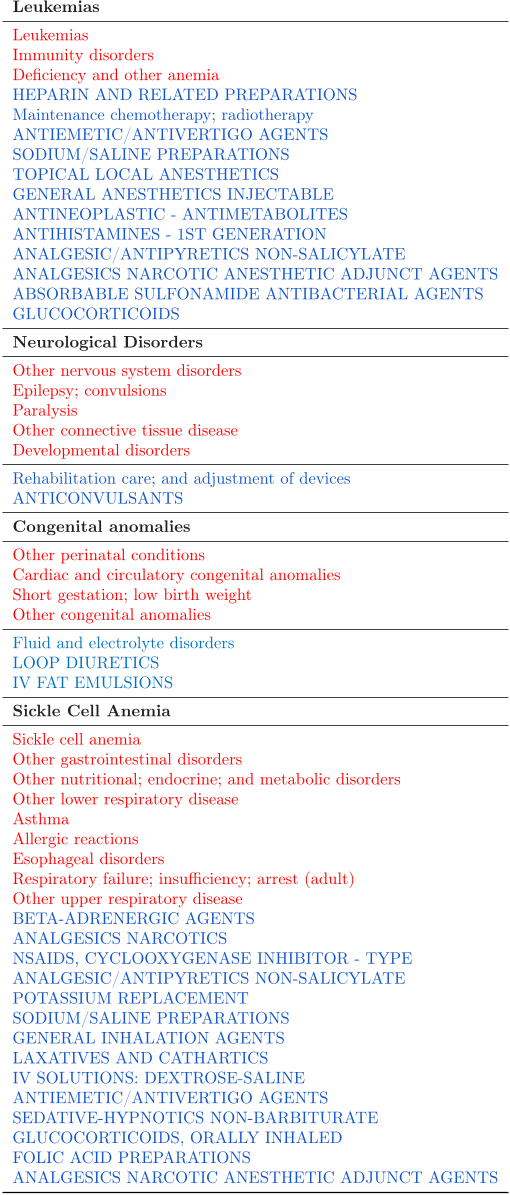 Leukemias
Leukemias
Immunity disorders
Deficiency and other anemia
HEPARIN AND RELATED PREPARATIONS
Maintenance chemotherapy; radiotherapy
ANTIEMETIC/ANTIVERTIGO AGENTS
SODIUM/SALINE PREPARATIONS
TOPICAL LOCAL ANESTHETICS
GENERAL ANESTHETICS INJECTABLE
ANTINEOPLASTIC - ANTIMETABOLITES
ANTIHISTAMINES - 1ST GENERATION
ANALGESIC/ANTIPYRETICS NON-SALICYLATE
ANALGESICS NARCOTIC ANESTHETIC ADJUNCT AGENTS
ABSORBABLE SULFONAMIDE ANTIBACTERIAL AGENTS
GLUCOCORTICOIDS
Neurological Disorders
Other nervous system disorders
Epilepsy; convulsions
Paralysis
Other connective tissue disease
Developmental disorders
Rehabilitation care; and adjustment of devices
ANTICONVULSANTS
Congenital anomalies
Other perinatal conditions
Cardiac and circulatory congenital anomalies
Short gestation; low birth weight
Other congenital anomalies
Fluid and electrolyte disorders
LOOP DIURETICS
IV FAT EMULSIONS
Sickle Cell Anemia
Sickle cell anemia
Other gastrointestinal disorders
Other nutritional; endocrine; and metabolic disorders
Other lower respiratory disease
Asthma
Allergic reactions
Esophageal disorders
Respiratory failure; insufficiency; arrest (adult)
Other upper respiratory disease
BETA-ADRENERGIC AGENTS
ANALGESICS NARCOTICS
NSAIDS, CYCLOOXYGENASE INHIBITOR - TYPE
ANALGESIC/ANTIPYRETICS NON-SALICYLATE
POTASSIUM REPLACEMENT
SODIUM/SALINE PREPARATIONS
GENERAL INHALATION AGENTS
LAXATIVES AND CATHARTICS
IV SOLUTIONS: DEXTROSE-SALINE
ANTIEMETIC/ANTIVERTIGO AGENTS
SEDATIVE-HYPNOTICS NON-BARBITURATE
GLUCOCORTICOIDS, ORALLY INHALED
FOLIC ACID PREPARATIONS
ANALGESICS NARCOTIC ANESTHETIC ADJUNCT AGENTS